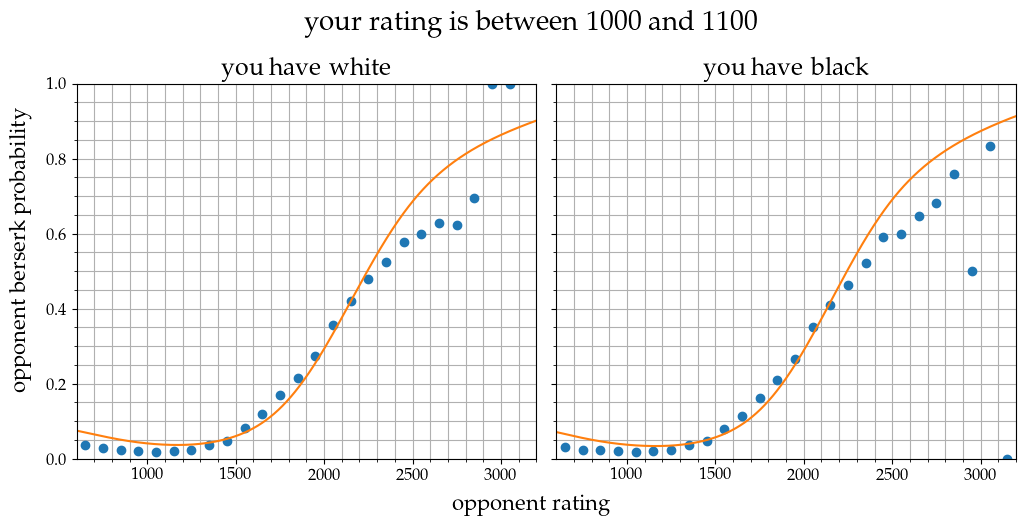 your rating is between 1000 and 1100
you have white
you have black
opponent berserk probability
1.0
0.8
0.6
0.4
0.2
0.0
1000 1500 2000 2500 3000
1000 1500 2000 2500 3000
opponent rating